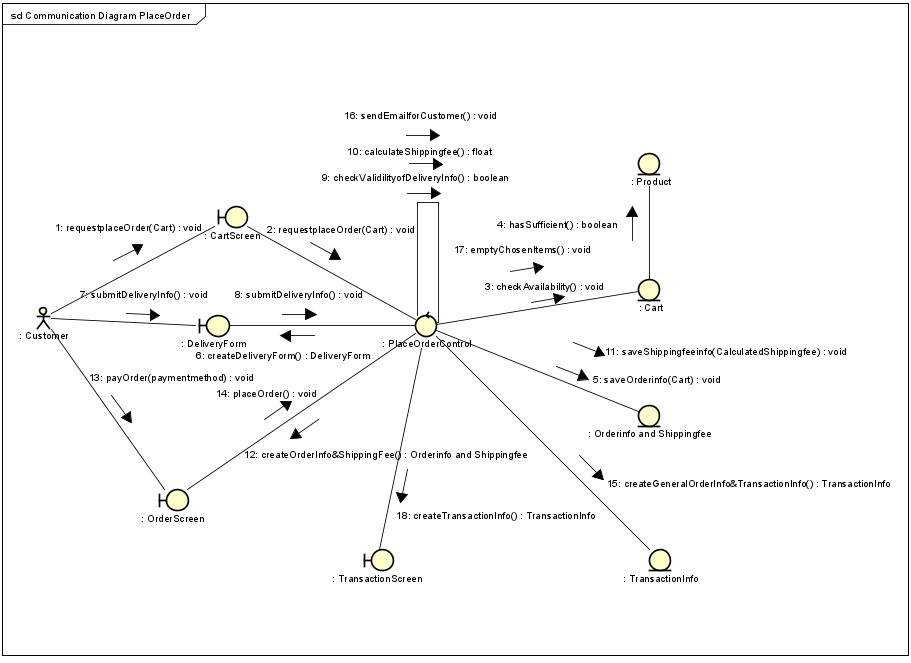 sd Communication Diagram PlaceOrder
16: sendEmailforCustomer() : void
10: calculateShippingfee() : float
9: checkValidilityofDeliveryInfo() : boolean
: Product
1: requestplaceOrder(Cart) : void
: CartScreen
2: requestplaceOrder(Cart) : void
4: hasSufficient() : boolean
17: emptyChosenItems() : void
3: checkAvailability() : void
7: submitDeliveryInfo() : void
8: submitDeliveryInfo() : void
: Cart
: Customer
: DeliveryForm
: PlaceOrderControl
6: createDeliveryForm() : DeliveryForm
11: saveShippingfeeinfo(CalculatedShippingfee) : void
13: payOrder(paymentmethod) : void
5: saveOrderinfo(Cart) : void
14: placeOrder() : void
: Orderinfo and Shippingfee
12: createOrderInfo&ShippingFee() : Orderinfo and Shippingfee
15: createGeneralOrderInfo&TransactionInfo() : TransactionInfo
: OrderScreen
18: createTransactionInfo() : TransactionInfo
: TransactionScreen
: TransactionInfo